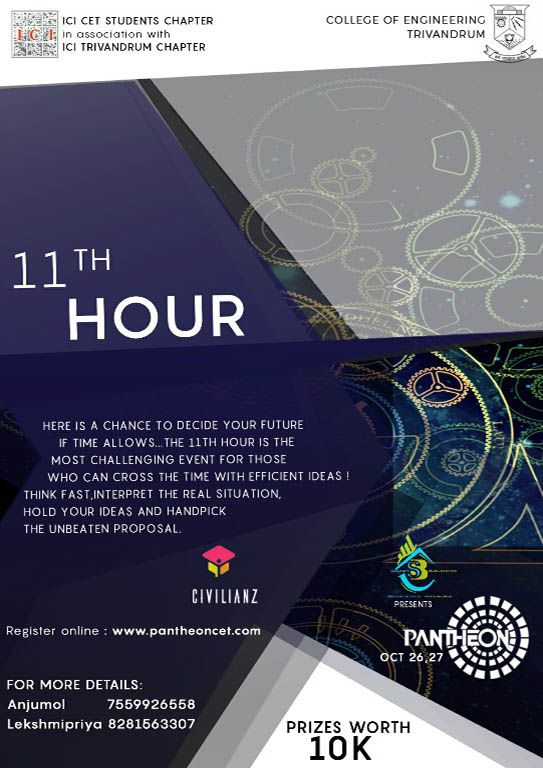 ICI
ICI CET STUDENTS CHAPTER
in association with
ICI TRIVANDRUM CHAPTER
COLLEGE OF ENGINEERING
TRIVANDRUM
11TH
HOUR
HERE IS A CHANCE TO DECIDE YOUR FUTURE
IF TIME ALLOWS...THE 11TH HOUR IS THE
MOST CHALLENGING EVENT FOR THOSE
WHO CAN CROSS THE TIME WITH EFFICIENT IDEAS !
THINK FAST,INTERPRET THE REAL SITUATION,
HOLD YOUR IDEAS AND HANDPICK
THE UNBEATEN PROPOSAL.
CIVILIANZ
PRESENTS
Register online : www.pantheoncet.com
PANTHEON
OCT 26,27
FOR MORE DETAILS:
Anjumol 7559926558
Lekshmipriya 8281563307
PRIZES WORTH
10K